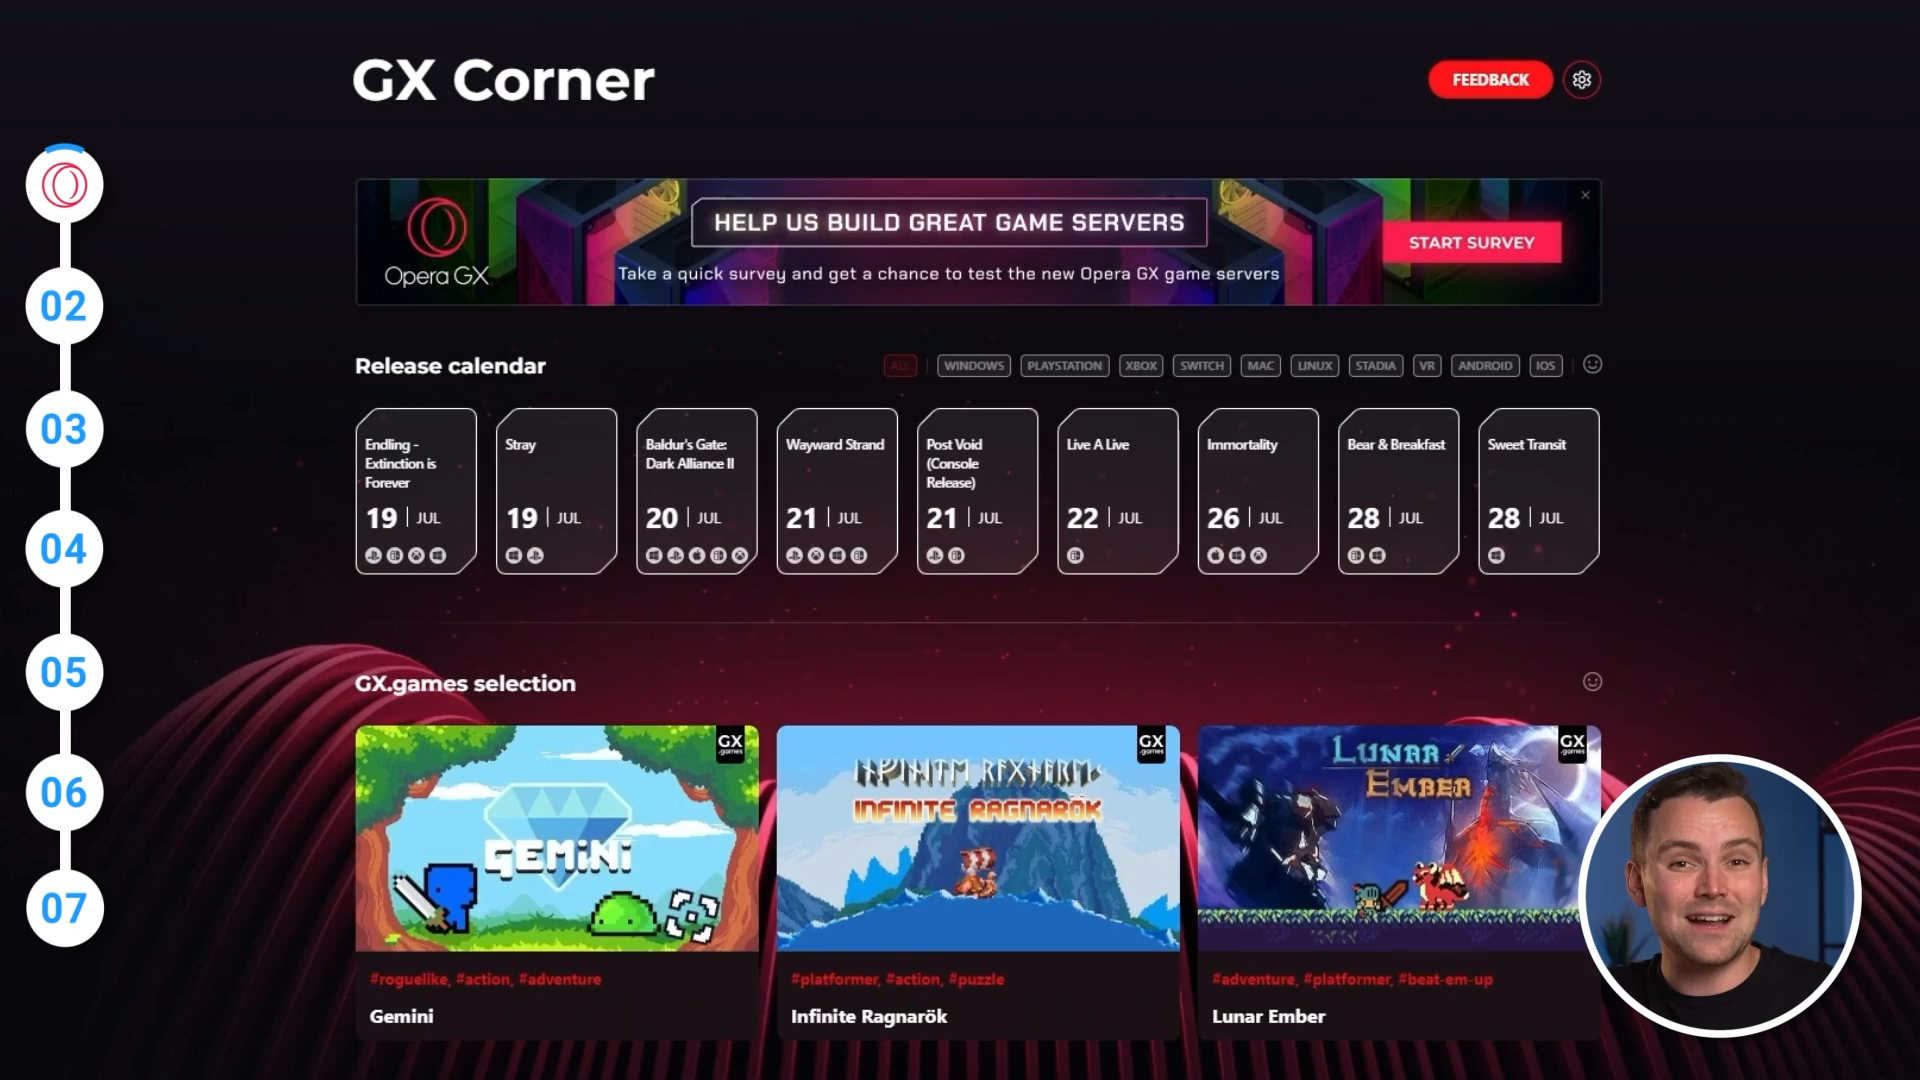 GX Corner
FEEDBACK
02
03
04
05
06
07
Opera GX
HELP US BUILD GREAT GAME SERVERS
Take a quick survey and get a chance to test the new Opera GX game servers
START SURVEY
Release calendar
ALL
WINDOWS
PLAYSTATION
XBOX
SWITCH
MAC
LINUX
STADIA
VR
ANDROID
IOS
Endling -
Extinction is
Forever
19 | JUL
Stray
19 | JUL
Baldur's Gate:
Dark Alliance II
20 | JUL
Wayward Strand
21 | JUL
Post Void
(Console
Release)
21 | JUL
Live A Live
22 | JUL
Immortality
26 | JUL
Bear & Breakfast
28 | JUL
Sweet Transit
28 | JUL
GX.games selection
GX
.games
GEMiNi
#roguelike, #action, #adventure
Gemini
GX
.games
INFINITE RAGNARÖK
#platformer, #action, #puzzle
Infinite Ragnarök
GX
.games
LUNAR
EMBER
#adventure, #platformer, #beat-em-up
Lunar Ember